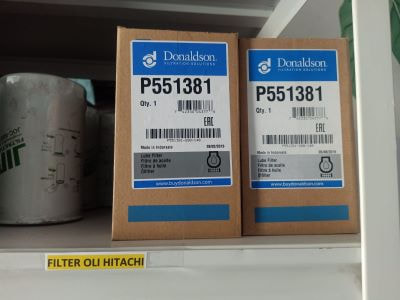 Donaldson
FILTRATION SOLUTIONS
P551381
Qty. 1
EAC
Made in Indonesia
Lube Filter
Filtro de aceite
Filtre à huile
Ölfilter
www.buydonaldson.com
Donaldson
FILTRATION SOLUTIONS
P551381
Qty. 1
EAC
Made in Indonesia
Lube Filter
Filtro de aceite
Filtre à huile
Ölfilter
www.buydonaldson.com
FILTER OLI HITACHI